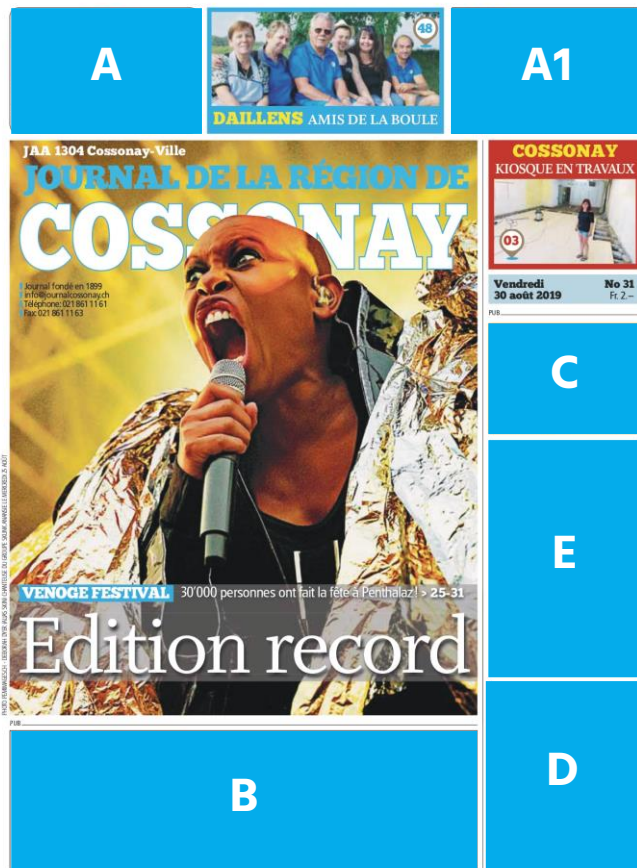 A
48
DAILLENS AMIS DE LA BOULE
A1
JAA 1304 Cossonay-Ville
JOURNAL DE LA RÉGION DE
COSSONAY
Journal fondé en 1899
info@journalcossonay.ch
Téléphone: 021 861 11 61
Fax: 021 861 11 63
COSSONAY
KIOSQUE EN TRAVAUX
03
Vendredi No 31
30 août 2019 Fr. 2.–
PUB
C
E
VENOGE FESTIVAL 30'000 personnes ont fait la fête à Penthalaz! > 25-31
Edition record
PUB
B
D